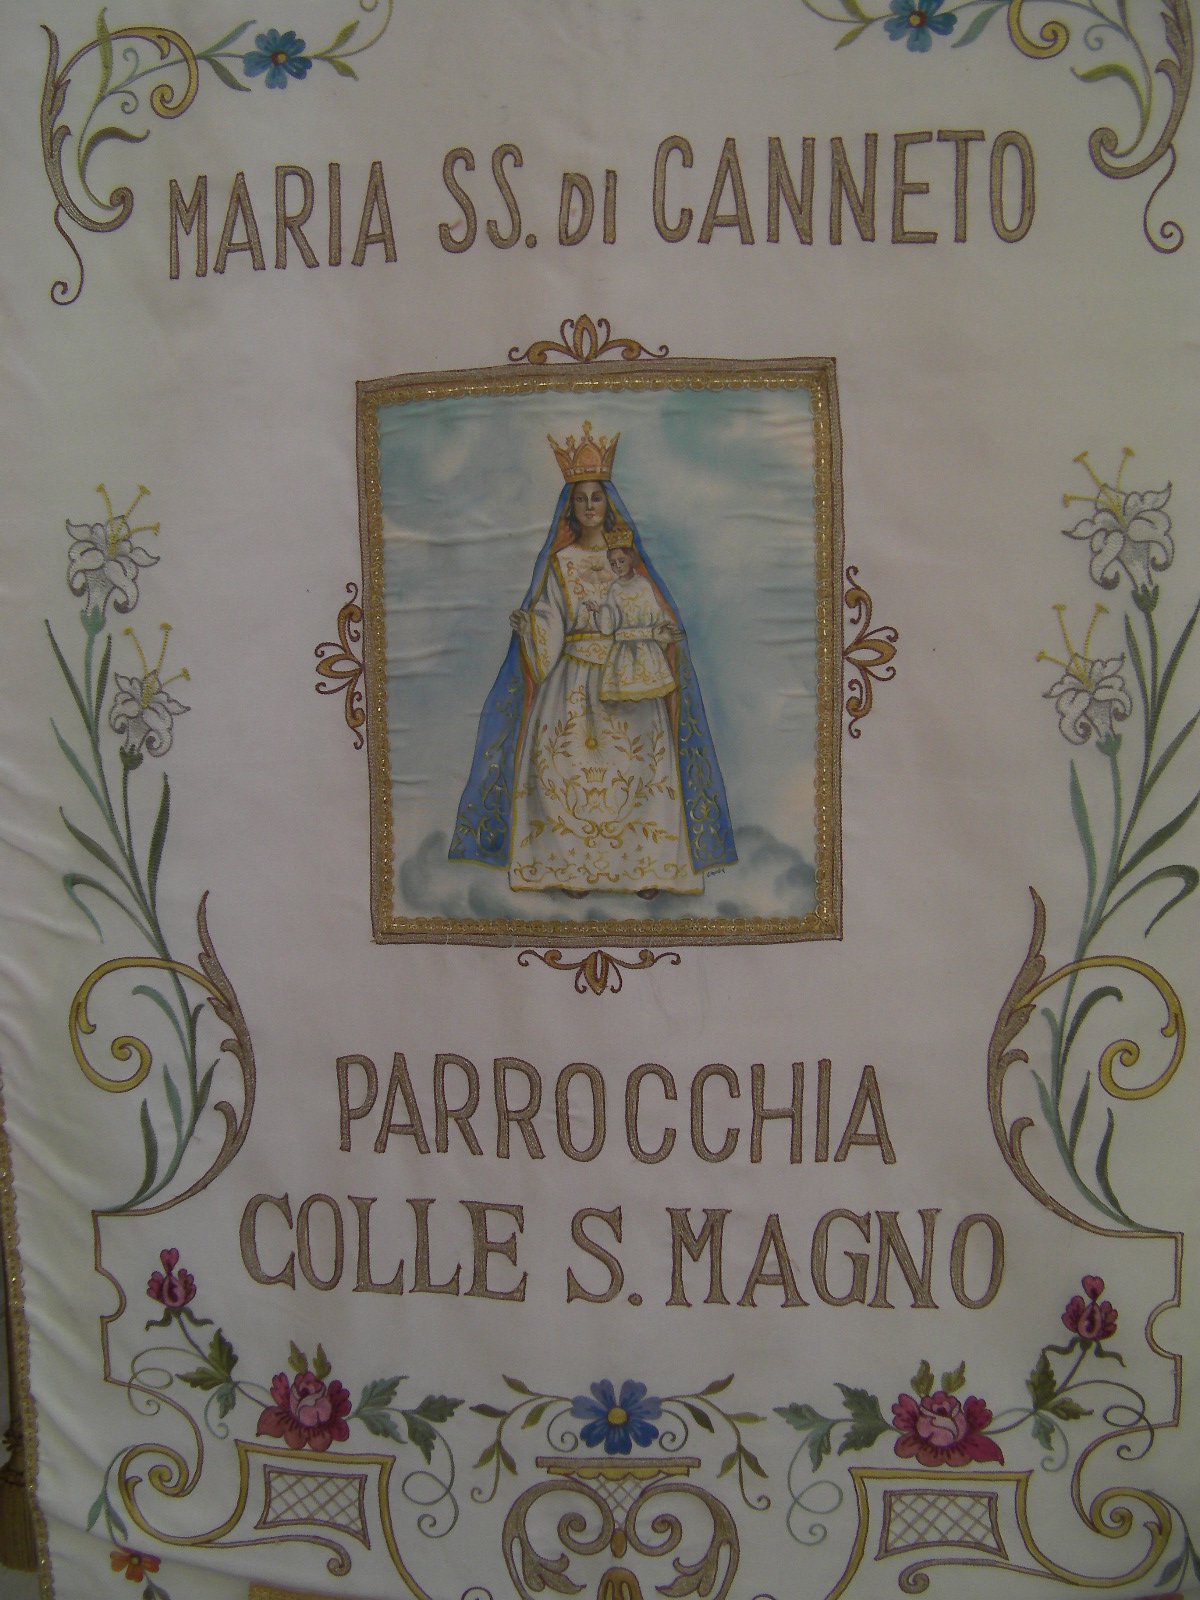 MARIA SS. DI CANNETO
PARROCCHIA
COLLE S. MAGNO